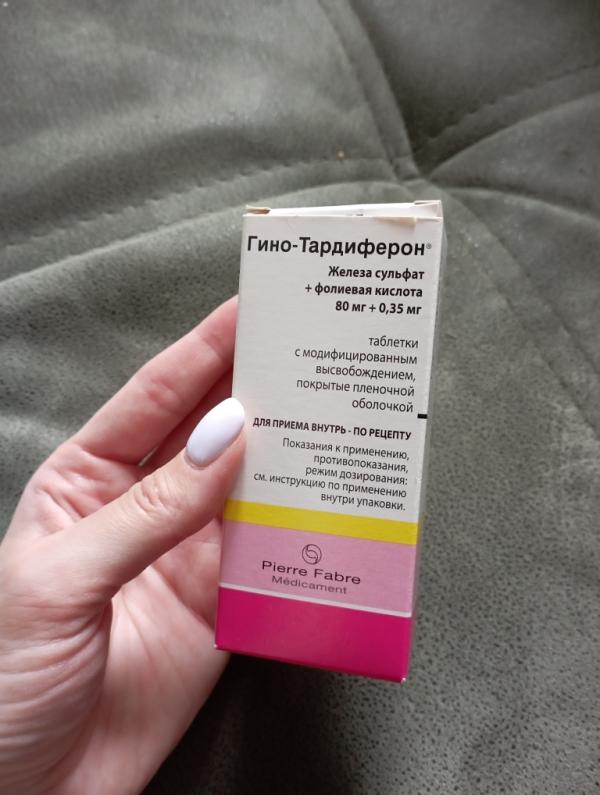 Гино-Тардиферон®
Железа сульфат
+ фолиевая кислота
80 мг + 0,35 мг
таблетки
с модифицированным
высвобождением,
покрытые пленочной
оболочкой
ДЛЯ ПРИЕМА ВНУТРЬ - ПО РЕЦЕПТУ
Показания к применению,
противопоказания,
режим дозирования:
см. инструкцию по применению
внутри упаковки.
Pierre Fabre
Médicament